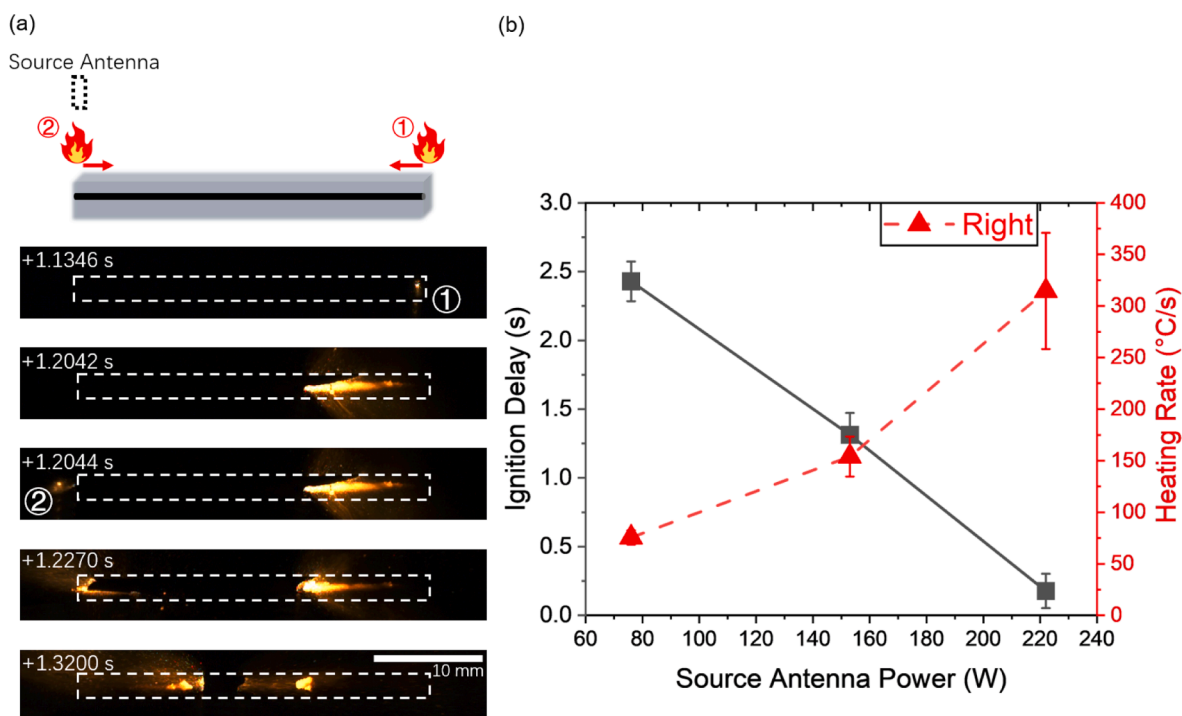 (a)
Source Antenna
② ①
+1.1346 s
①
+1.2042 s
+1.2044 s
②
+1.2270 s
+1.3200 s
10 mm
(b)
Right
3.0
2.5
2.0
1.5
1.0
0.5
0.0
Ignition Delay (s)
400
350
300
250
200
150
100
50
0
Heating Rate (°C/s)
60 80 100 120 140 160 180 200 220 240
Source Antenna Power (W)